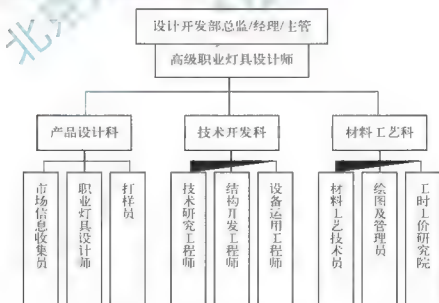 北
设计开发部总监/经理/主管
高级职业灯具设计师
产品设计科
技术开发科
材料工艺科
市场信息收集员
职业灯具设计师
打样员
技术研究工程师
结构开发工程师
设备运用工程师
材料工艺技术员
绘图及管理员
工时工价研究院